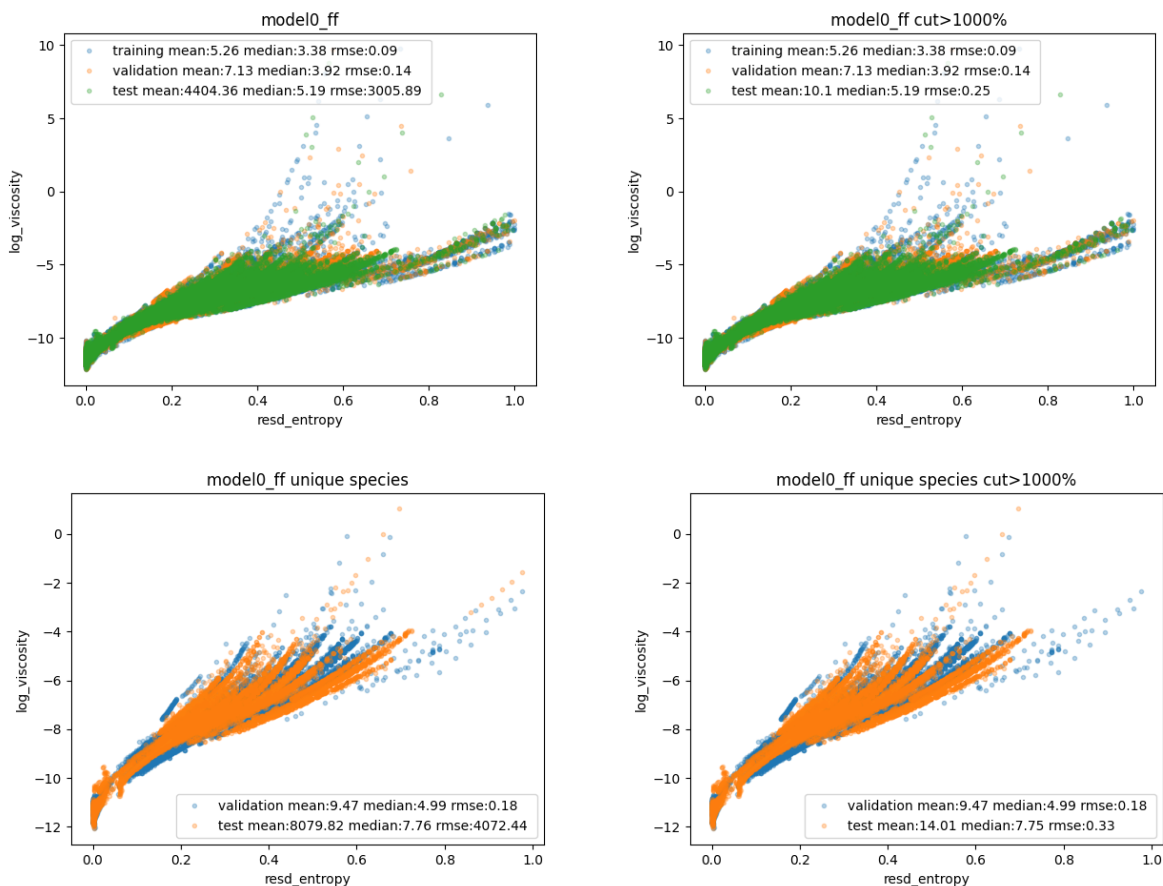 model0_ff
training mean:5.26 median:3.38 rmse:0.09
validation mean:7.13 median:3.92 rmse:0.14
test mean:4404.36 median:5.19 rmse:3005.89
10
5
0
−5
−10
log_viscosity
0.0 0.2 0.4 0.6 0.8 1.0
resd_entropy
model0_ff cut>1000%
training mean:5.26 median:3.38 rmse:0.09
validation mean:7.13 median:3.92 rmse:0.14
test mean:10.1 median:5.19 rmse:0.25
10
5
0
−5
−10
log_viscosity
0.0 0.2 0.4 0.6 0.8 1.0
resd_entropy
model0_ff unique species
0
−2
−4
−6
−8
−10
−12
log_viscosity
validation mean:9.47 median:4.99 rmse:0.18
test mean:8079.82 median:7.76 rmse:4072.44
0.0 0.2 0.4 0.6 0.8 1.0
resd_entropy
model0_ff unique species cut>1000%
0
−2
−4
−6
−8
−10
−12
log_viscosity
validation mean:9.47 median:4.99 rmse:0.18
test mean:14.01 median:7.75 rmse:0.33
0.0 0.2 0.4 0.6 0.8 1.0
resd_entropy